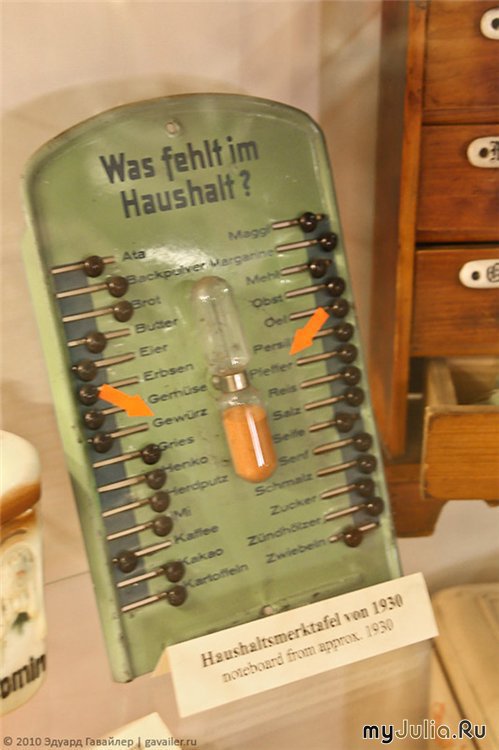 Was fehlt im
Haushalt?
Ata
Backpulver
Brot
Butter
Eier
Erbsen
Gemüse
Gewürz
Gries
Henko
Herdputz
Mi
Kaffee
Kakao
Kartoffeln
Maggi
Margarine
Mehl
Obst
Oel
Persil
Pfeffer
Reis
Salz
Seife
Senf
Schmalz
Zucker
Zündhölzer
Zwiebeln
Haushaltsmerktafel von 1930
noteboard from approx. 1930
© 2010 Эдуард Гавайлер | gavailer.ru
myJulia.Ru